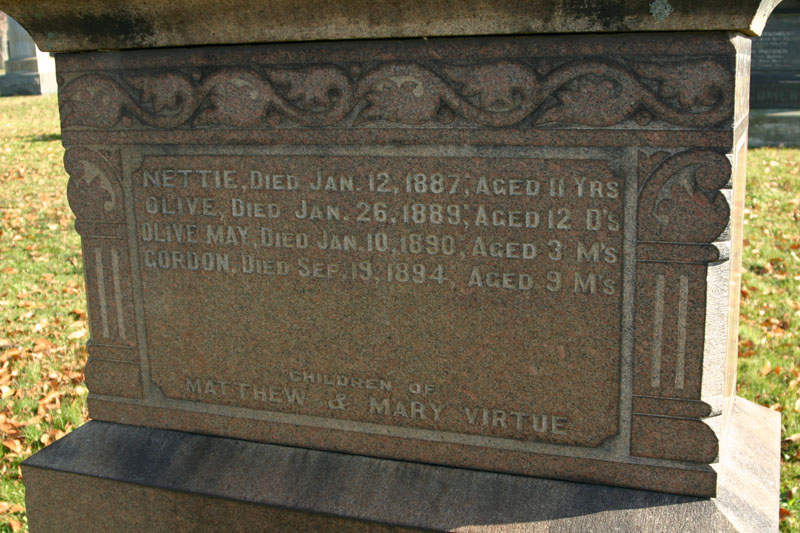 NETTIE, DIED JAN. 12, 1887; AGED 11 YRS
OLIVE, DIED JAN. 26, 1889; AGED 12 D'S
OLIVE MAY, DIED JAN. 10, 1890, AGED 3 M'S
GORDON, DIED SEP. 19, 1894, AGED 9 M'S
CHILDREN OF
MATTHEW & MARY VIRTUE